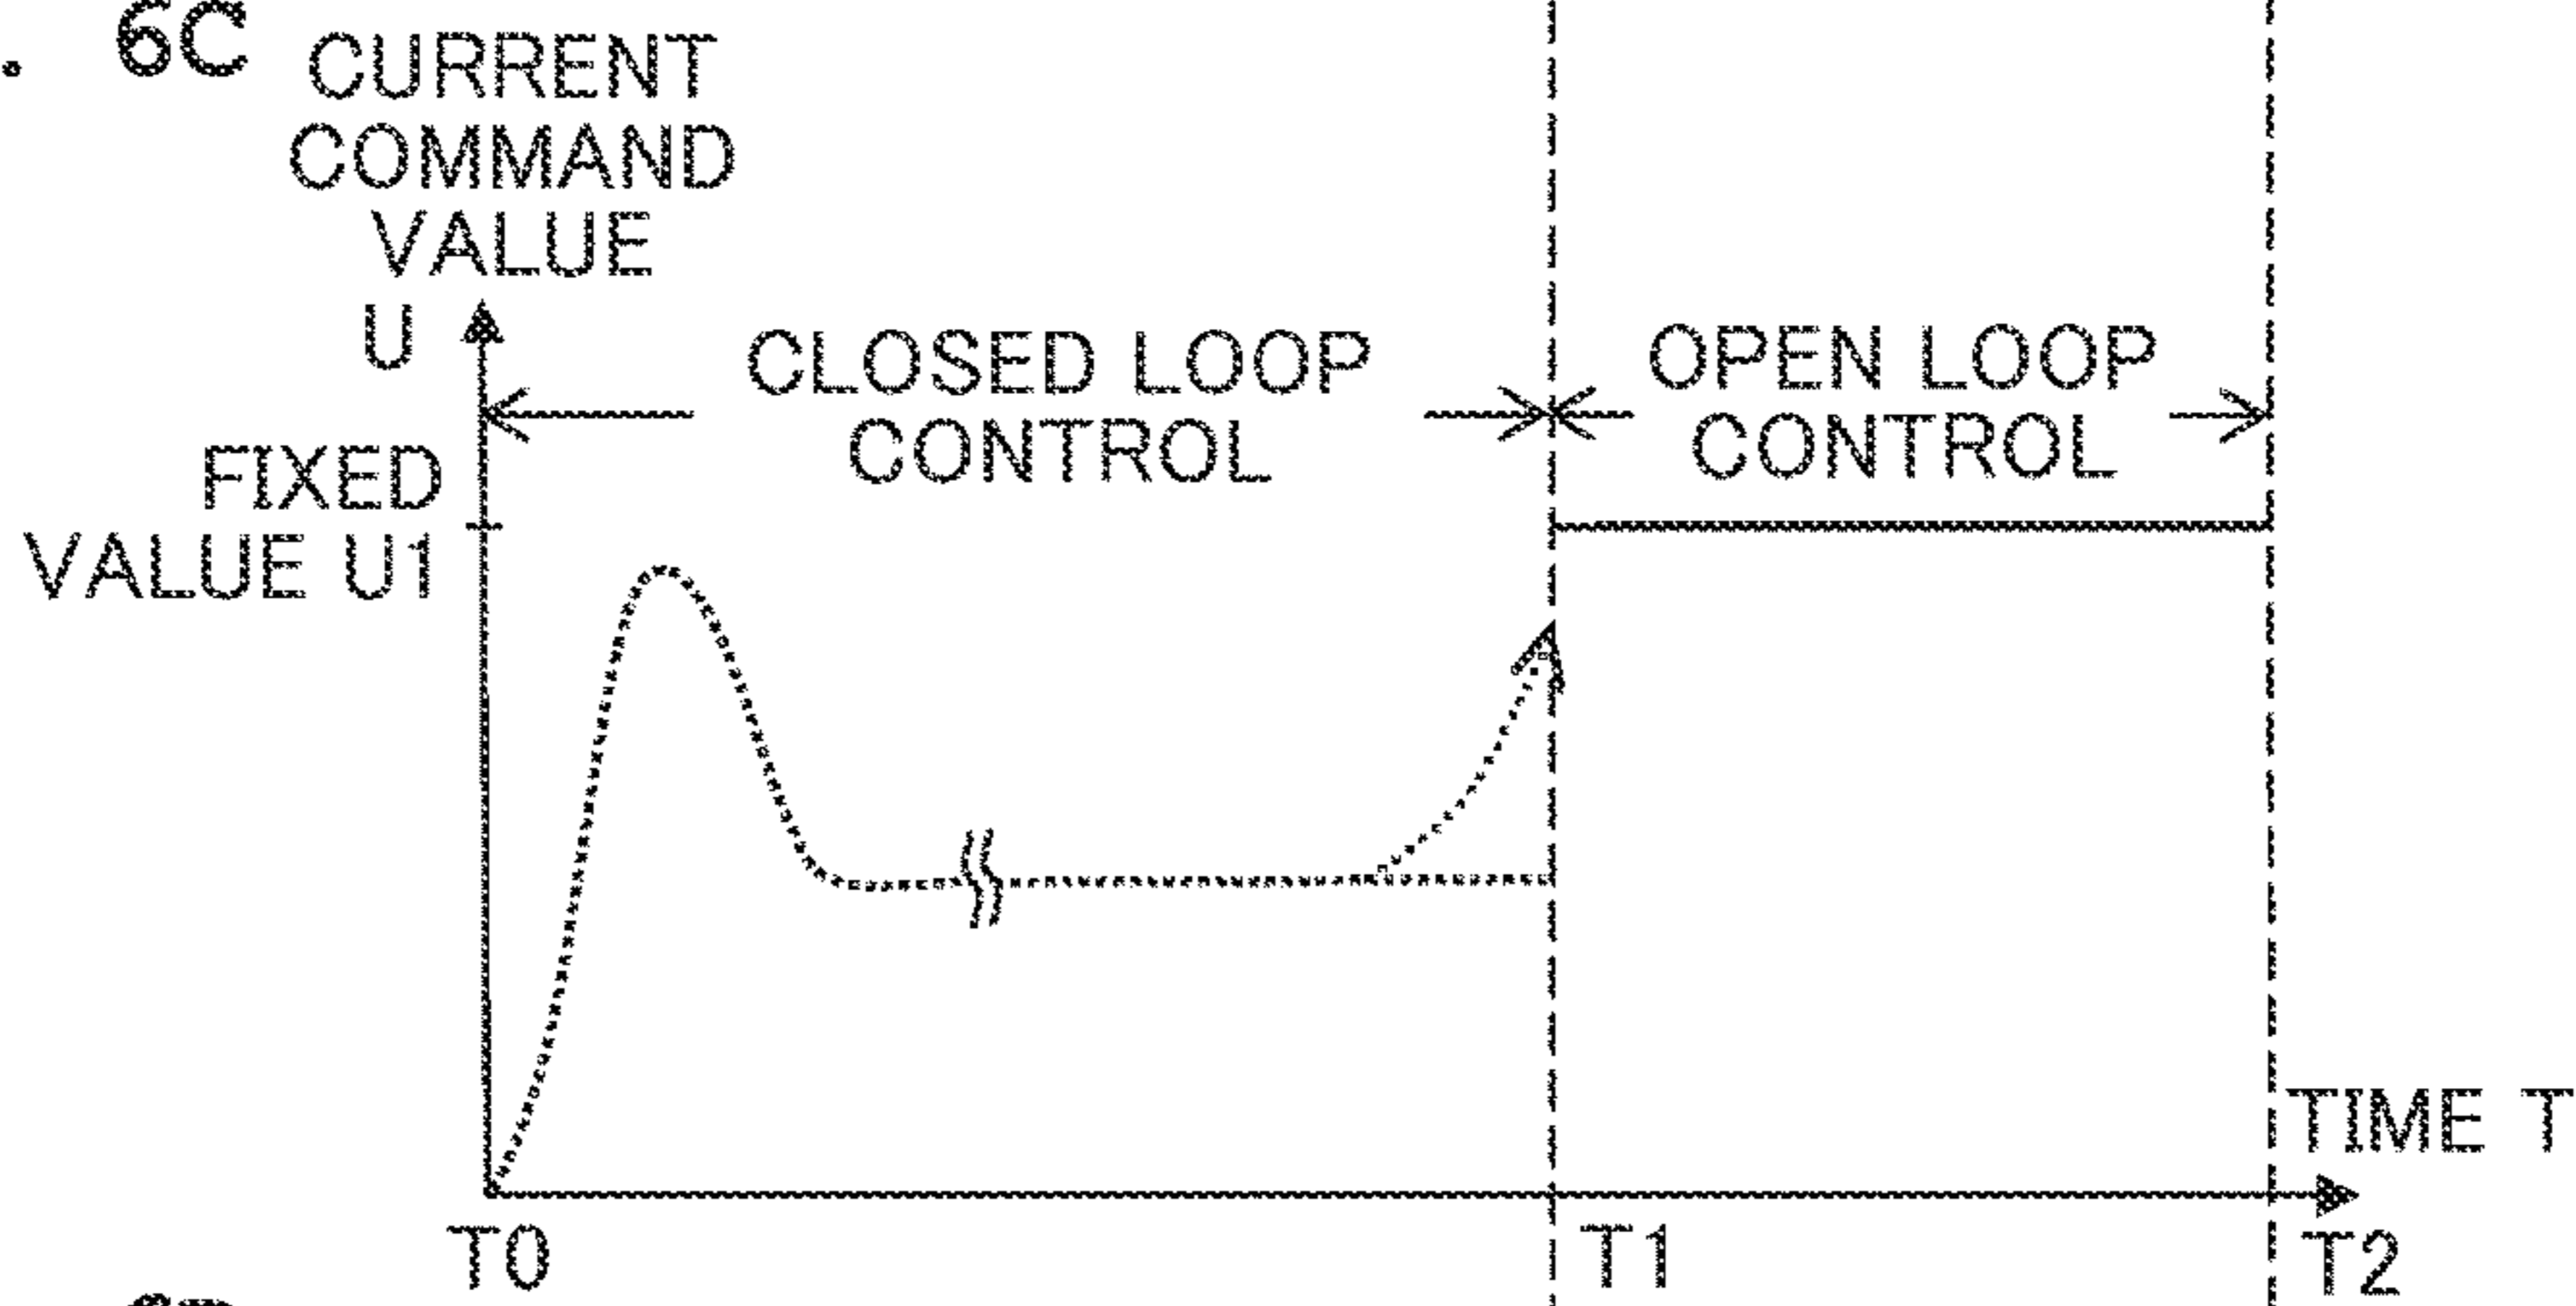 . 6C
CURRENT
COMMAND
VALUE
U
CLOSED LOOP
CONTROL
OPEN LOOP
CONTROL
FIXED
VALUE U1
TIME T
T0
T1
T2